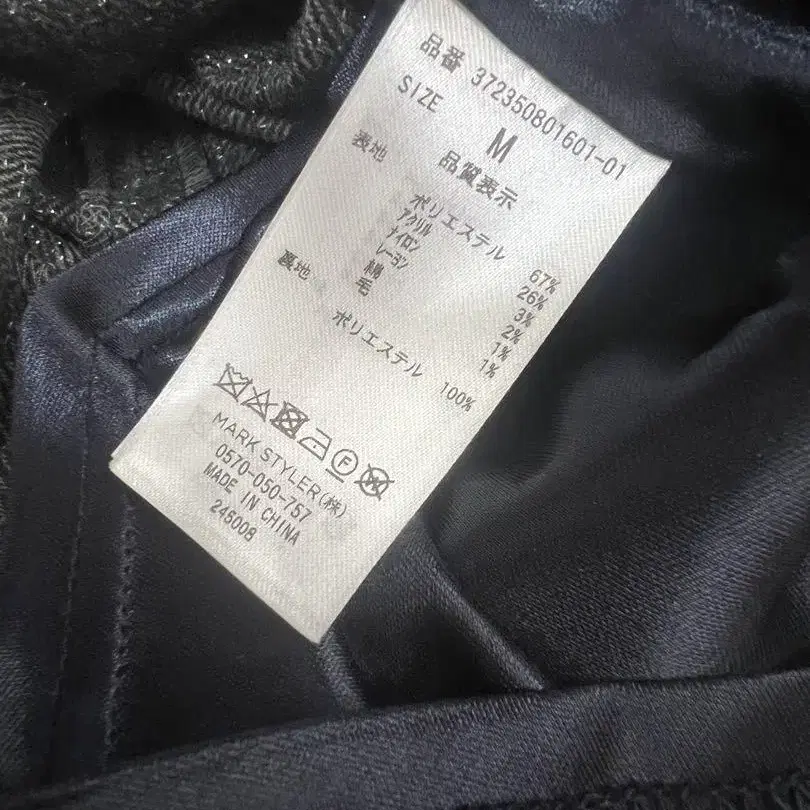 品番 372350801601-01
SIZE M
品質表示
表地 ポリエステル 67%
アクリル 26%
ナイロン 3%
レーヨン 2%
綿 1%
毛 1%
裏地 ポリエステル 100%
MARK STYLER(株)
0570-050-757
MADE IN CHINA
245008